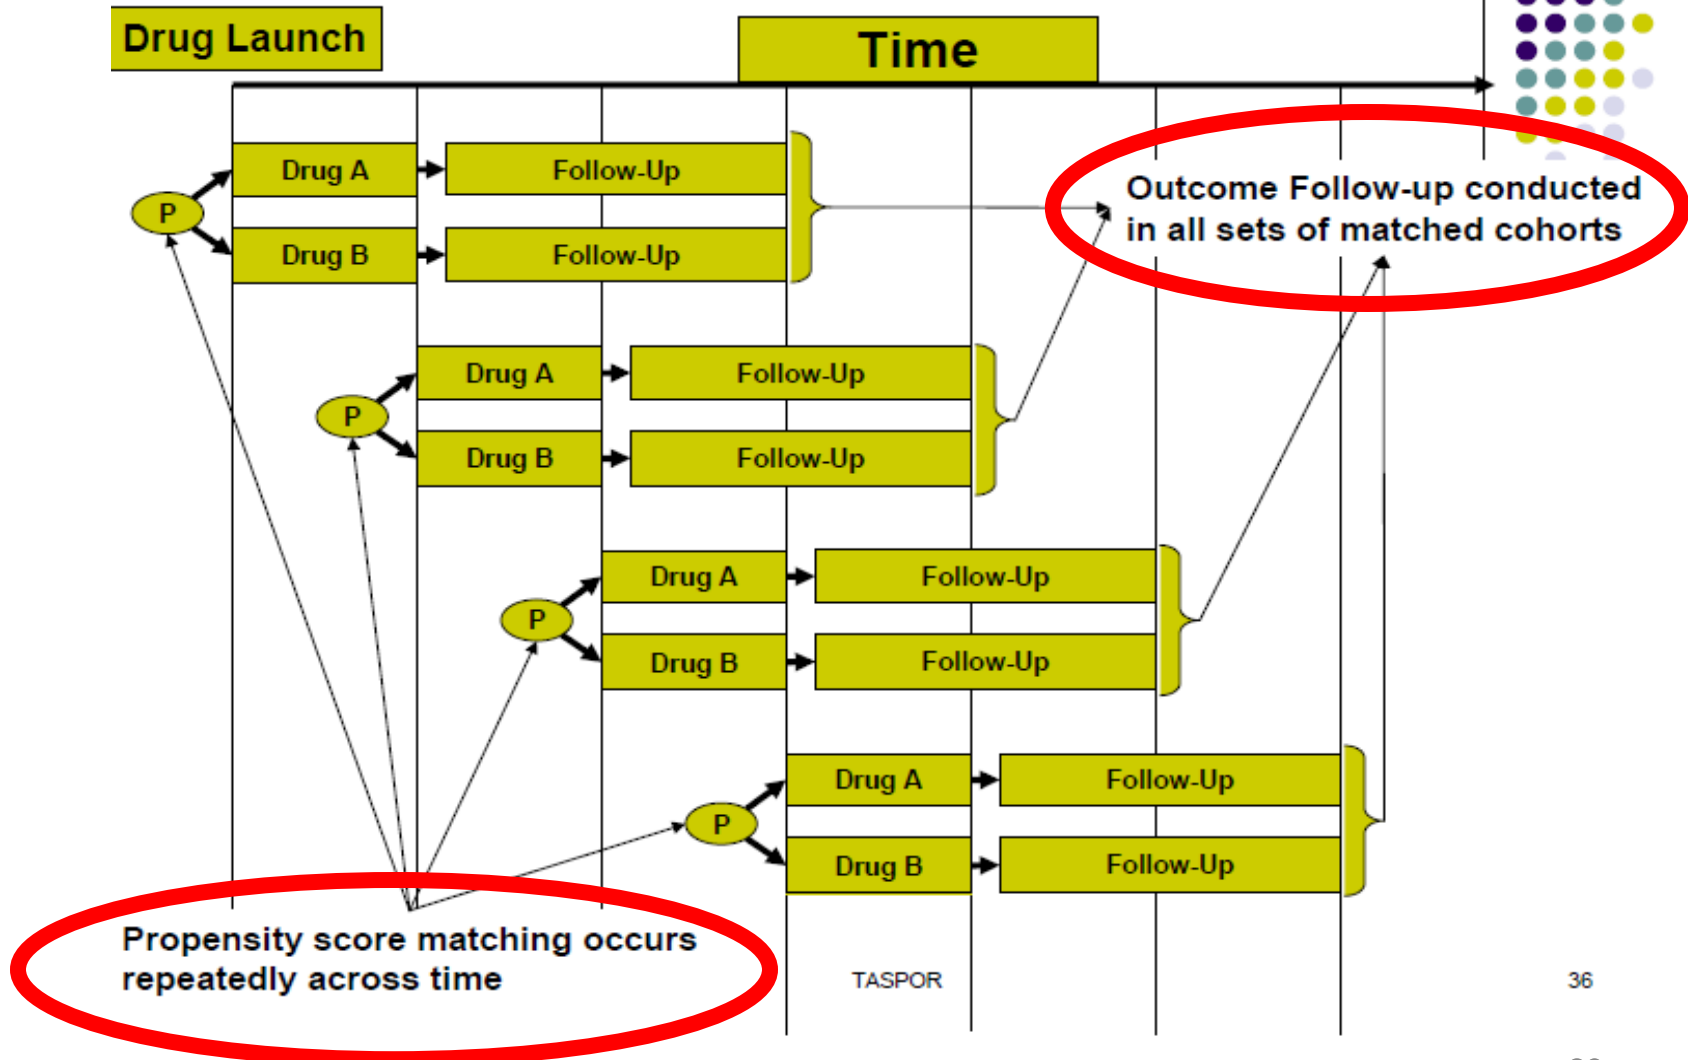 Drug Launch
Time
Drug A
Follow-Up
P
Drug B
Follow-Up
Outcome Follow-up conducted
in all sets of matched cohorts
Drug A
Follow-Up
P
Drug B
Follow-Up
Drug A
Follow-Up
P
Drug B
Follow-Up
Drug A
Follow-Up
P
Drug B
Follow-Up
Propensity score matching occurs
repeatedly across time
TASPOR
36